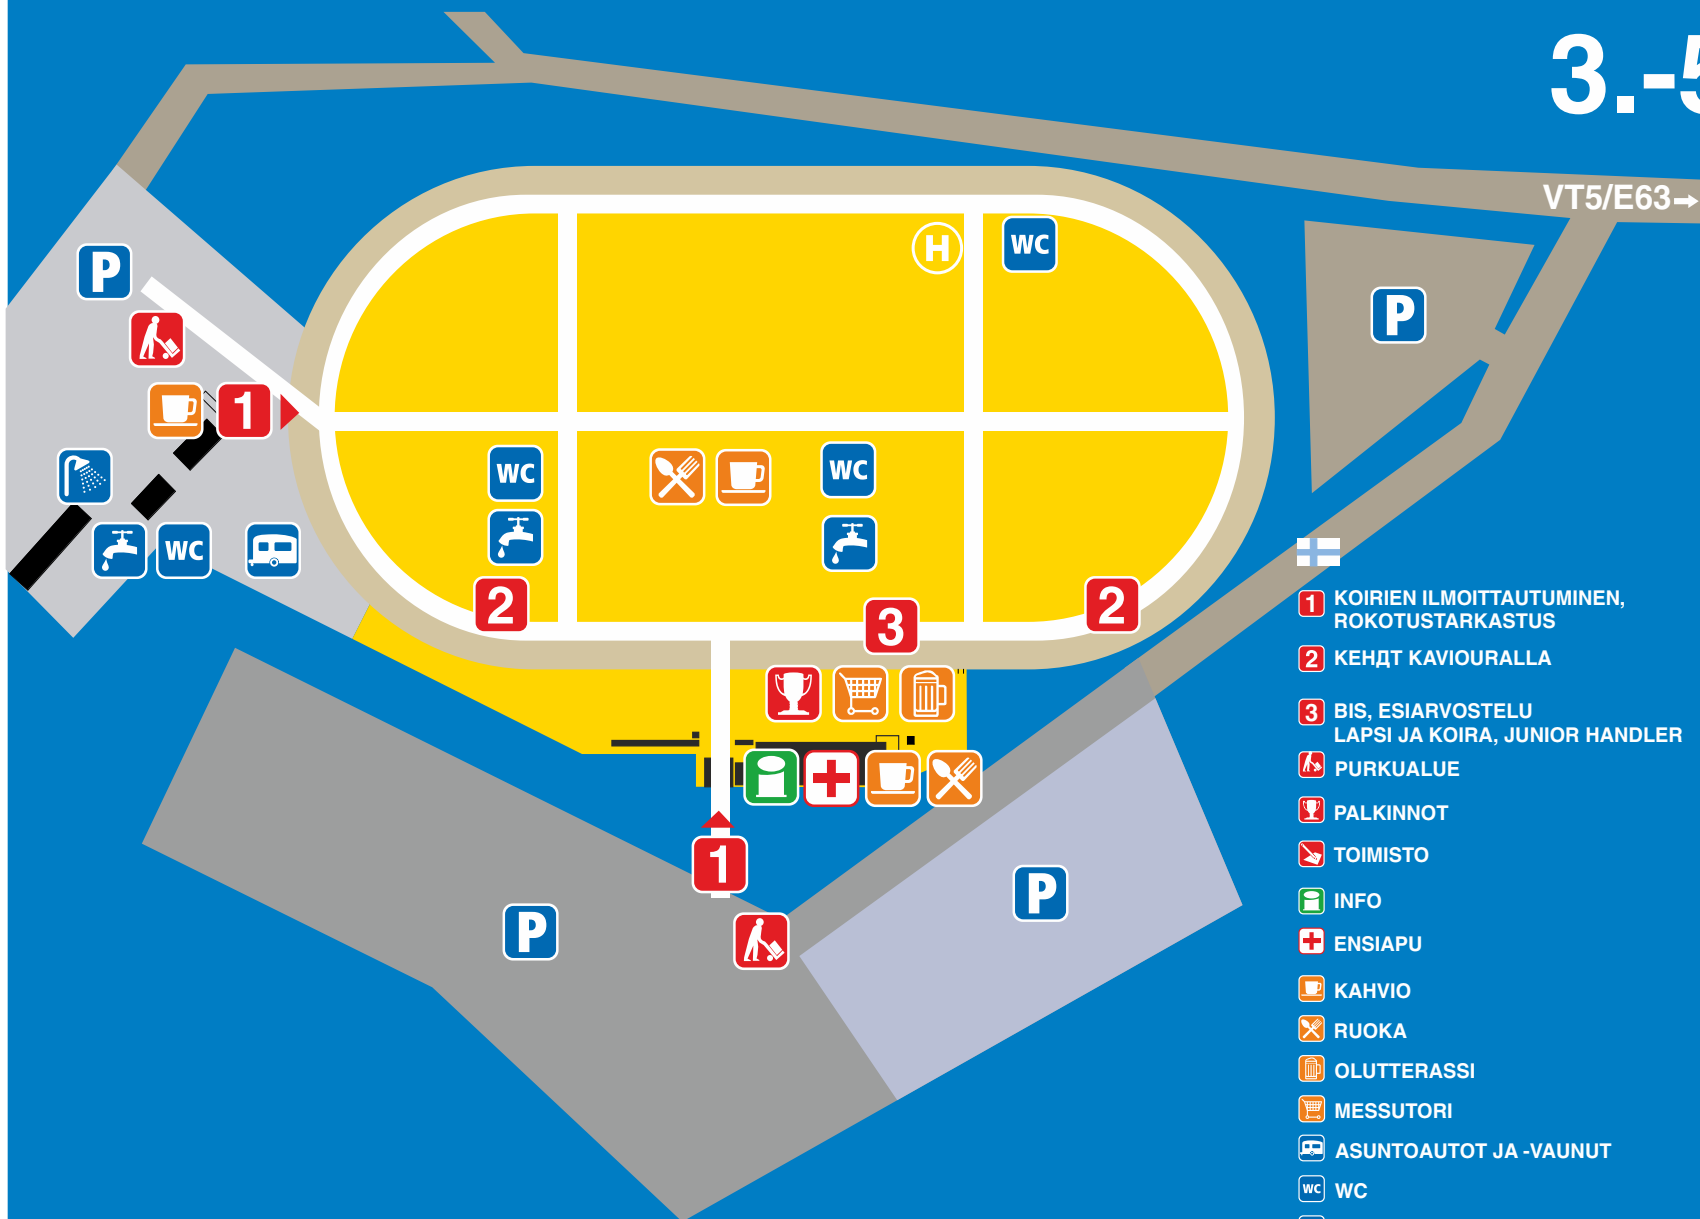 3.-5
VT5/E63→
H
WC
P
P
1
WC
WC
WC
2
3
2
1
P
P
1 KOIRIEN ILMOITTAUTUMINEN,
ROKOTUSTARKASTUS
2 KEHДT KAVIOURALLA
3 BIS, ESIARVOSTELU
LAPSI JA KOIRA, JUNIOR HANDLER
PURKUALUE
PALKINNOT
TOIMISTO
INFO
ENSIAPU
KAHVIO
RUOKA
OLUTTERASSI
MESSUTORI
ASUNTOAUTOT JA -VAUNUT
WC WC